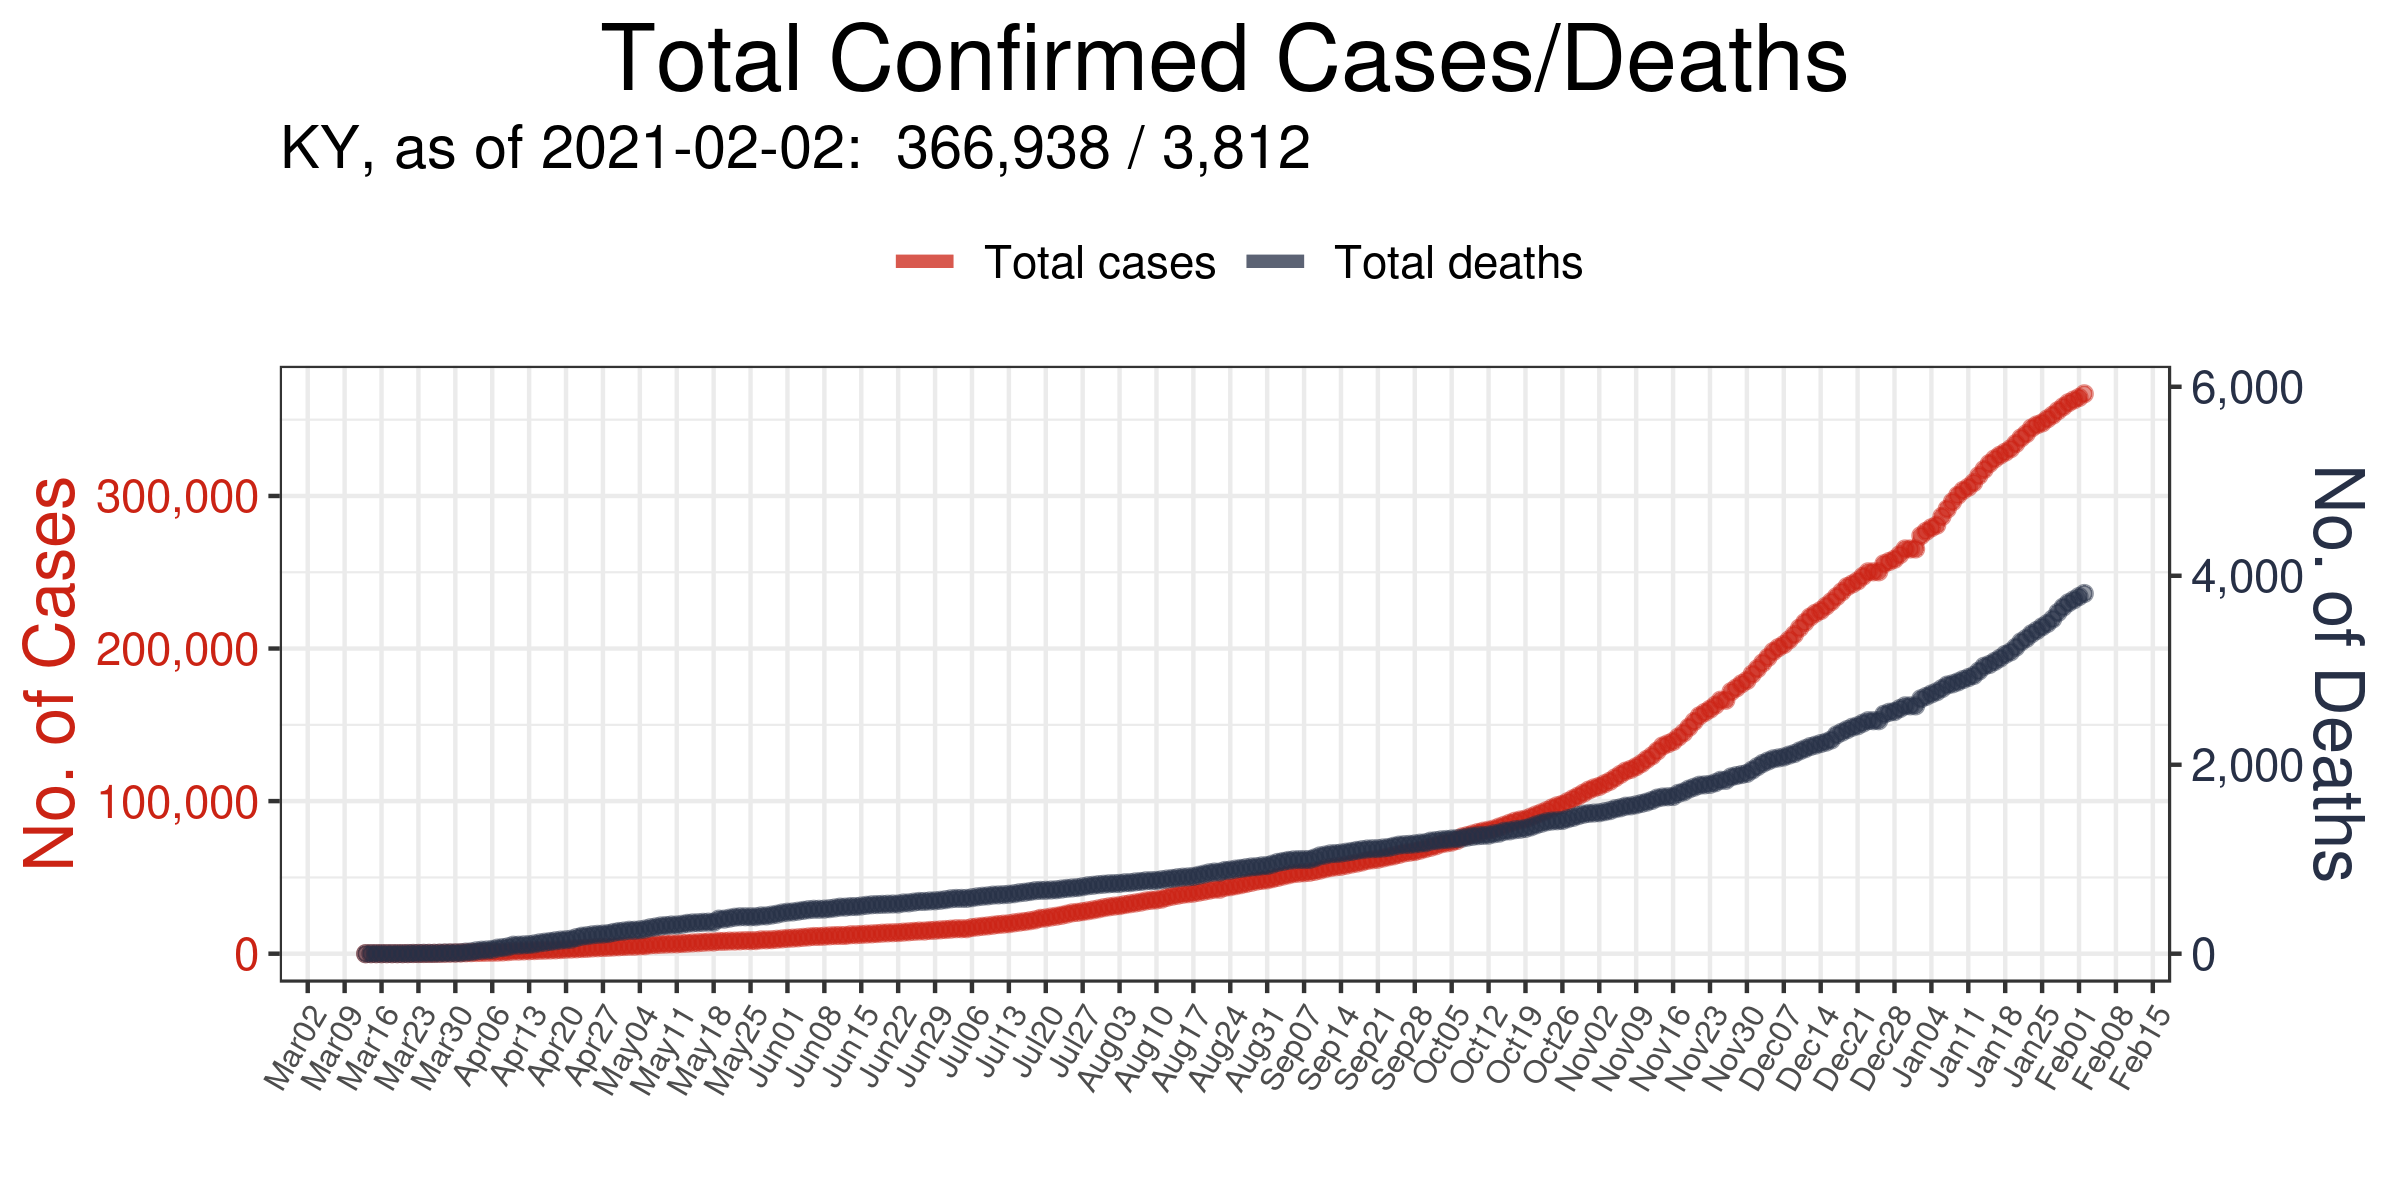 Total Confirmed Cases/Deaths
KY, as of 2021-02-02:  366,938 / 3,812
Total cases
Total deaths
No. of Cases
300,000
200,000
100,000
0
6,000
4,000
2,000
0
No. of Deaths
Mar02
Mar09
Mar16
Mar23
Mar30
Apr06
Apr13
Apr20
Apr27
May04
May11
May18
May25
Jun01
Jun08
Jun15
Jun22
Jun29
Jul06
Jul13
Jul20
Jul27
Aug03
Aug10
Aug17
Aug24
Aug31
Sep07
Sep14
Sep21
Sep28
Oct05
Oct12
Oct19
Oct26
Nov02
Nov09
Nov16
Nov23
Nov30
Dec07
Dec14
Dec21
Dec28
Jan04
Jan11
Jan18
Jan25
Feb01
Feb08
Feb15